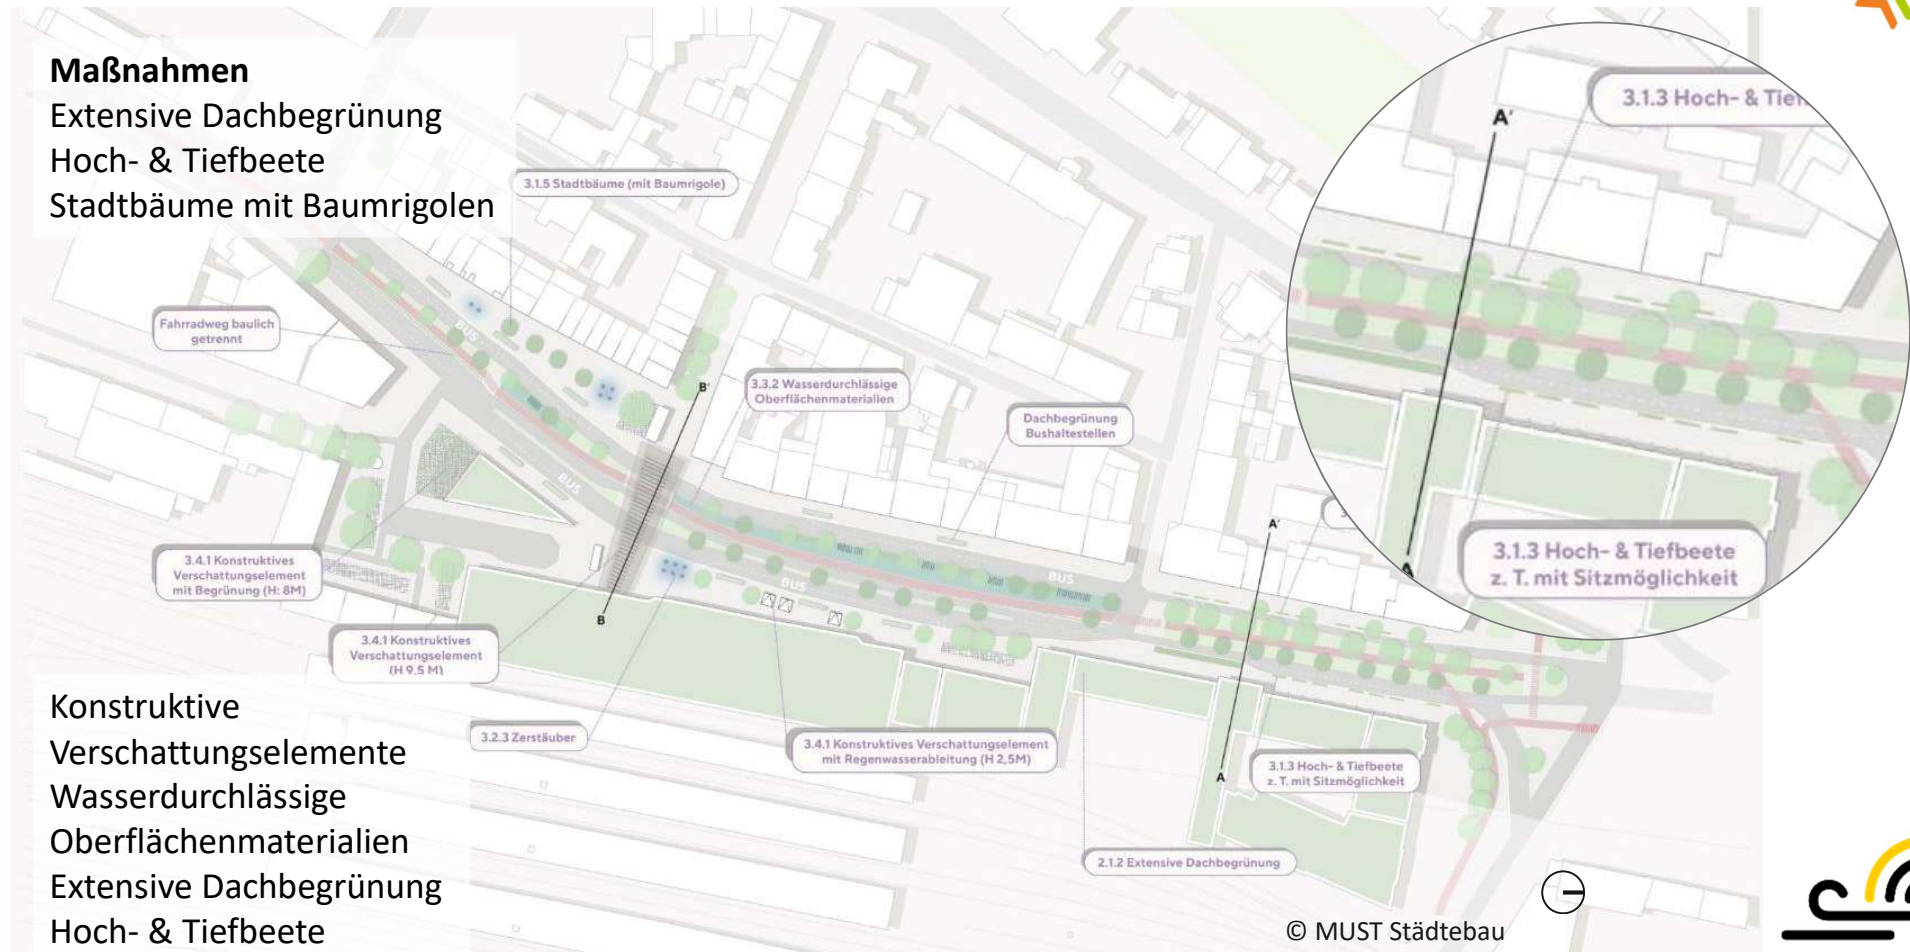 Maßnahmen
Extensive Dachbegrünung
Hoch- & Tiefbeete
Stadtbäume mit Baumrigolen
3.1.5 Stadtbäume (mit Baumrigole)
3.1.3 Hoch- &
A'
Fahrradweg baulich
getrennt
BUS
B'
3.3.2 Wasserdurchlässige
Oberflächenmaterialien
Dachbegrünung
Bushaltestellen
BUS
A'
3.1.3 Hoch- & Tiefbeete
z. T. mit Sitzmöglichkeit
A
3.4.1 Konstruktives
Verschattungselement
mit Begrünung (H: 8M)
BUS
BUS
B
3.4.1 Konstruktives
Verschattungselement
(H 9,5 M)
3.2.3 Zerstäuber
3.4.1 Konstruktives Verschattungselement
mit Regenwasserableitung (H 2,5M)
A
3.1.3 Hoch- & Tiefbeete
z. T. mit Sitzmöglichkeit
2.1.2 Extensive Dachbegrünung
Konstruktive
Verschattungselemente
Wasserdurchlässige
Oberflächenmaterialien
Extensive Dachbegrünung
Hoch- & Tiefbeete
© MUST Städtebau